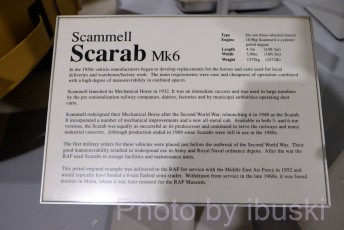 Scammell
Scarab Mk6
Type
Engine
Length
Width
Weight
In the 1930s vehicle manufacturers began to develop replacements for the horses and carts used for local
deliveries and warehouse/factory work. The main requirements were ease and cheapness of operation combined
with a high degree of manoeuvrability in confined spaces.
Scammell launched its Mechanical Horse in 1932. It was an immediate success and was used in large numbers
by the pre-nationalisation railway companies, dairies, factories and by municipal authorities operating dust
carts.
Scammell redesigned their Mechanical Horse after the Second World War, relaunching it in 1948 as the Scarab.
It incorporated a number of mechanical improvements and a new all metal cab. Available in both 3- and 6-ton
versions, the Scarab was equally as successful as its predecessor and continued to serve the railways and many
industrial concerns. Although production ended in 1969 some Scarabs were still in use in the 1980s.
The first military orders for these vehicles were placed just before the outbreak of the Second World War. Their
good manoeuvrability resulted in widespread use in Army and Royal Naval ordnance depots. After the war the
RAF used Scarabs in storage facilities and maintenance units.
This petrol-engined example was delivered to the RAF for service with the Middle East Air Force in 1952 and
would typically have hauled a 6-ton flatbed semi-trailer. Withdrawn from service in the late 1960s, it was found
derelict in Malta, where it was later restored for the RAF Museum.
Photo by ibuski